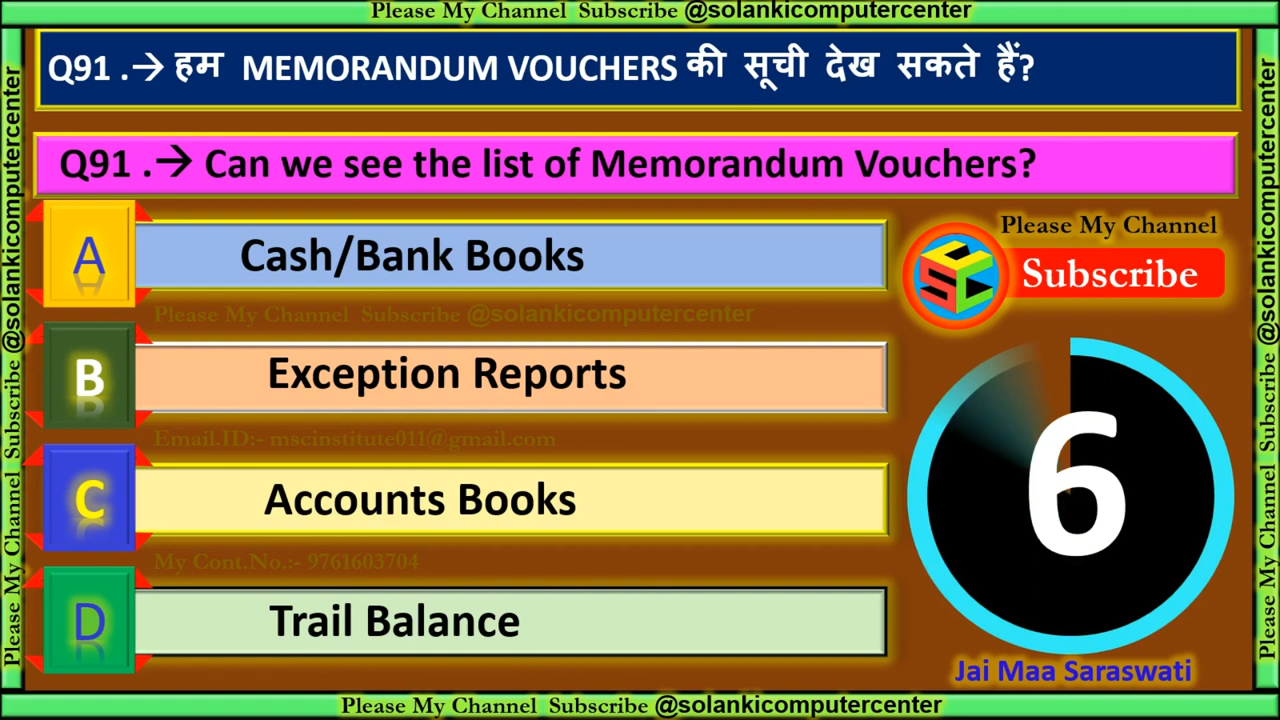 Please My Channel Subscribe @solankicomputercenter
Q91 .→ हम MEMORANDUM VOUCHERS की सूची देख सकते हैं?
Q91 .→ Can we see the list of Memorandum Vouchers?
A
Cash/Bank Books
Please My Channel
Subscribe
Please My Channel Subscribe @solankicomputercenter
B
Exception Reports
Email.ID:- mscinstitute011@gmail.com
6
C
Accounts Books
My Cont.No.:- 9761603704
D
Trail Balance
Jai Maa Saraswati
Please My Channel Subscribe @solankicomputercenter
Please My Channel Subscribe @solankicomputercenter
Please My Channel Subscribe @solankicomputercenter